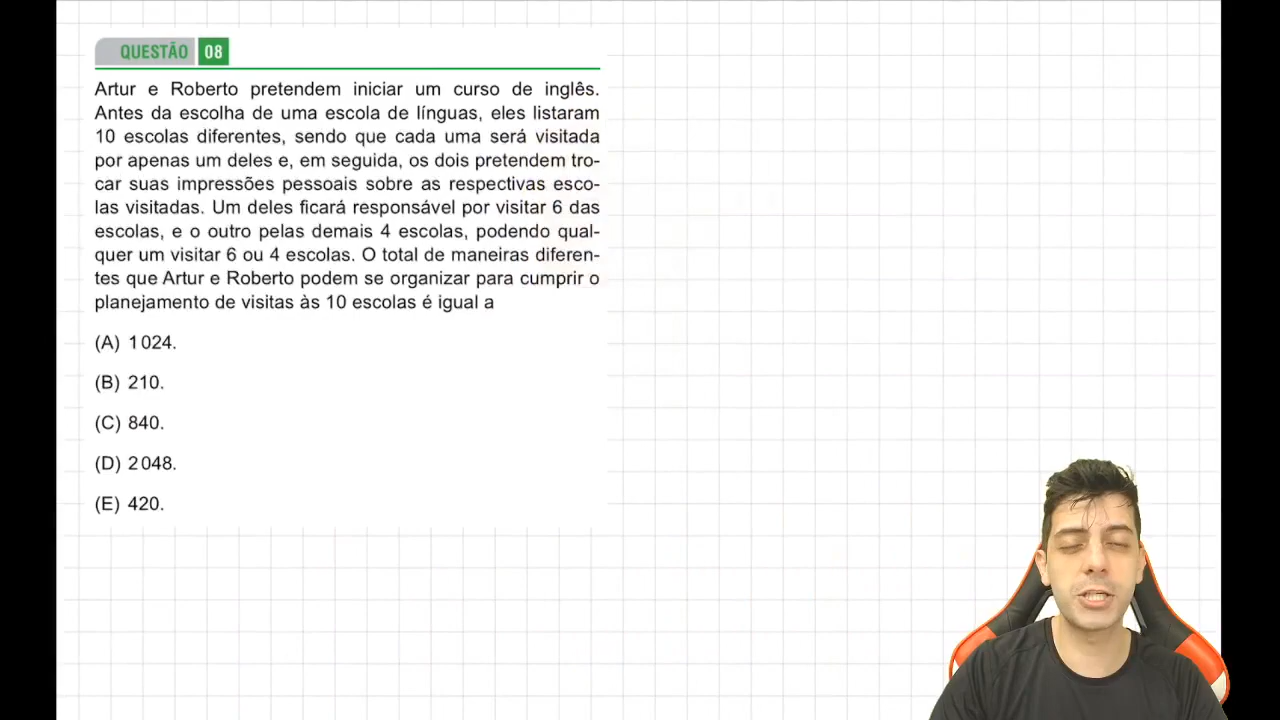 QUESTÃO 08
Artur e Roberto pretendem iniciar um curso de inglês.
Antes da escolha de uma escola de línguas, eles listaram
10 escolas diferentes, sendo que cada uma será visitada
por apenas um deles e, em seguida, os dois pretendem tro-
car suas impressões pessoais sobre as respectivas esco-
las visitadas. Um deles ficará responsável por visitar 6 das
escolas, e o outro pelas demais 4 escolas, podendo qual-
quer um visitar 6 ou 4 escolas. O total de maneiras diferen-
tes que Artur e Roberto podem se organizar para cumprir o
planejamento de visitas às 10 escolas é igual a
(A) 1 024.
(B) 210.
(C) 840.
(D) 2 048.
(E) 420.